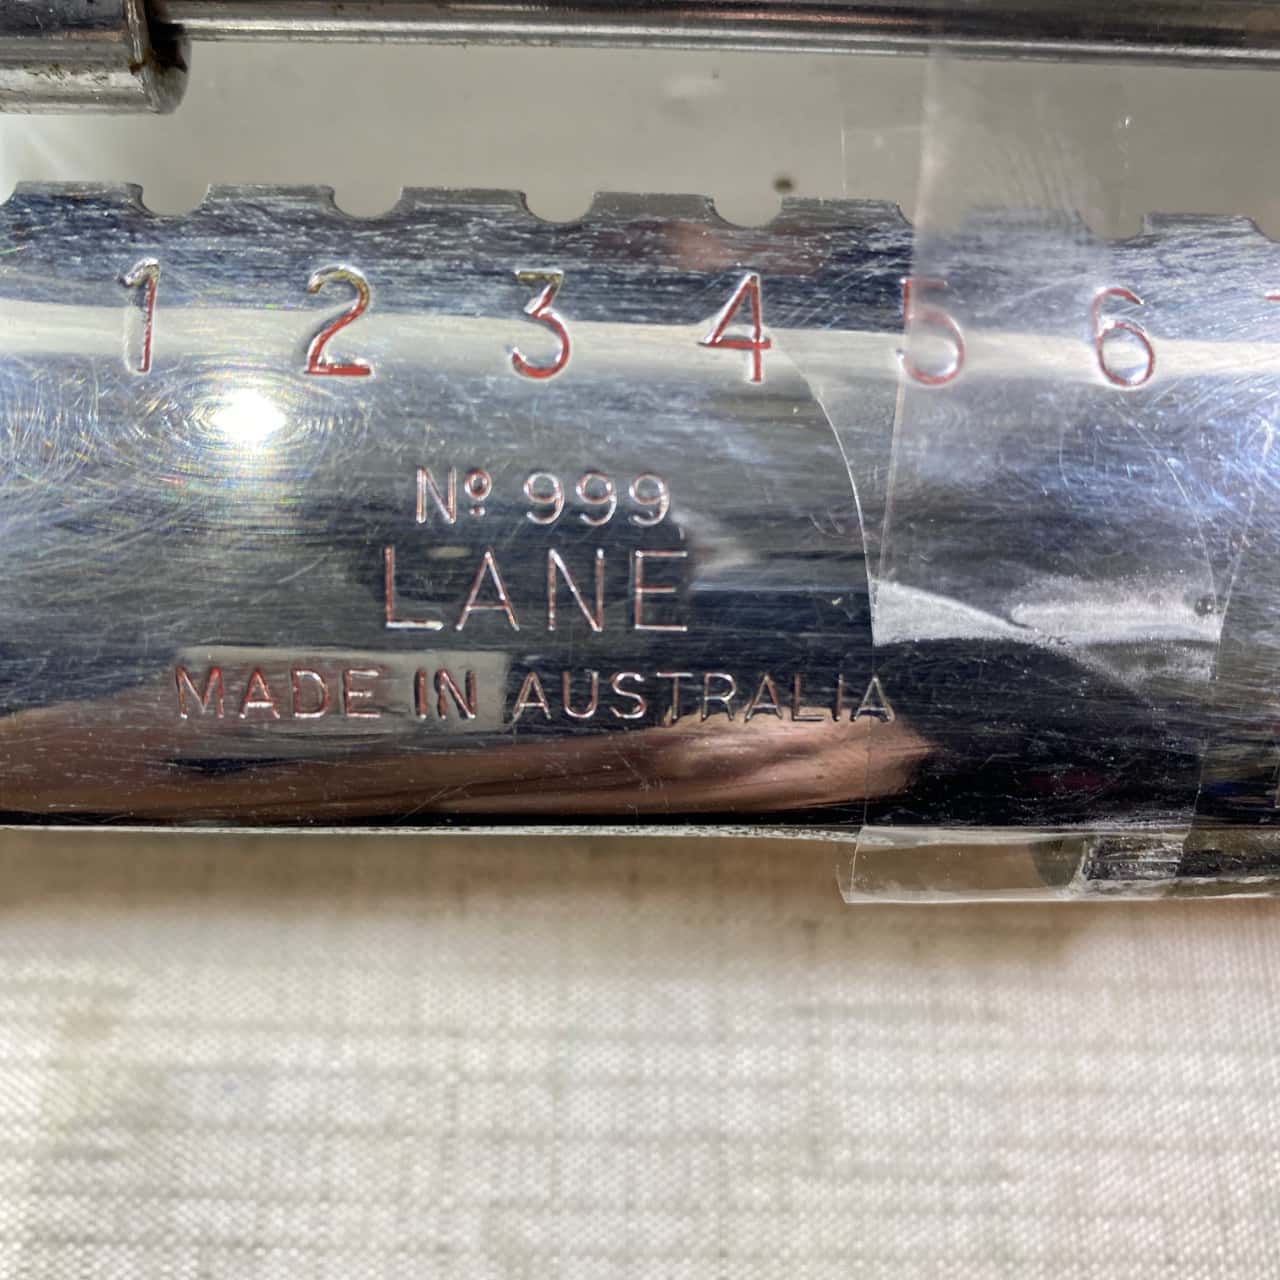 1 2 3 4 5 6
Nº 999
LANE
MADE IN AUSTRALIA